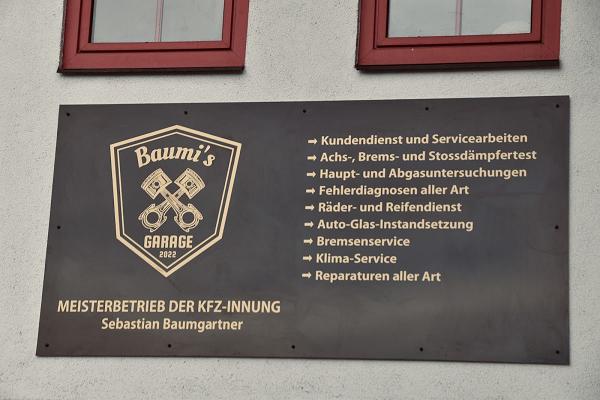 Baumi's
GARAGE
2022
MEISTERBETRIEB DER KFZ-INNUNG
Sebastian Baumgartner
➞ Kundendienst und Servicearbeiten
➞ Achs-, Brems- und Stossdämpfertest
➞ Haupt- und Abgasuntersuchungen
➞ Fehlerdiagnosen aller Art
➞ Räder- und Reifendienst
➞ Auto-Glas-Instandsetzung
➞ Bremsenservice
➞ Klima-Service
➞ Reparaturen aller Art